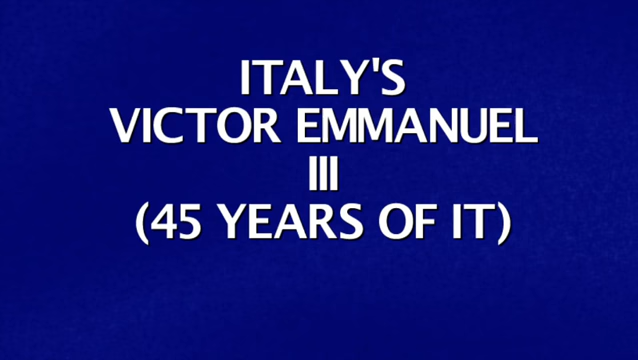 ITALY'S
VICTOR EMMANUEL
III
(45 YEARS OF IT)